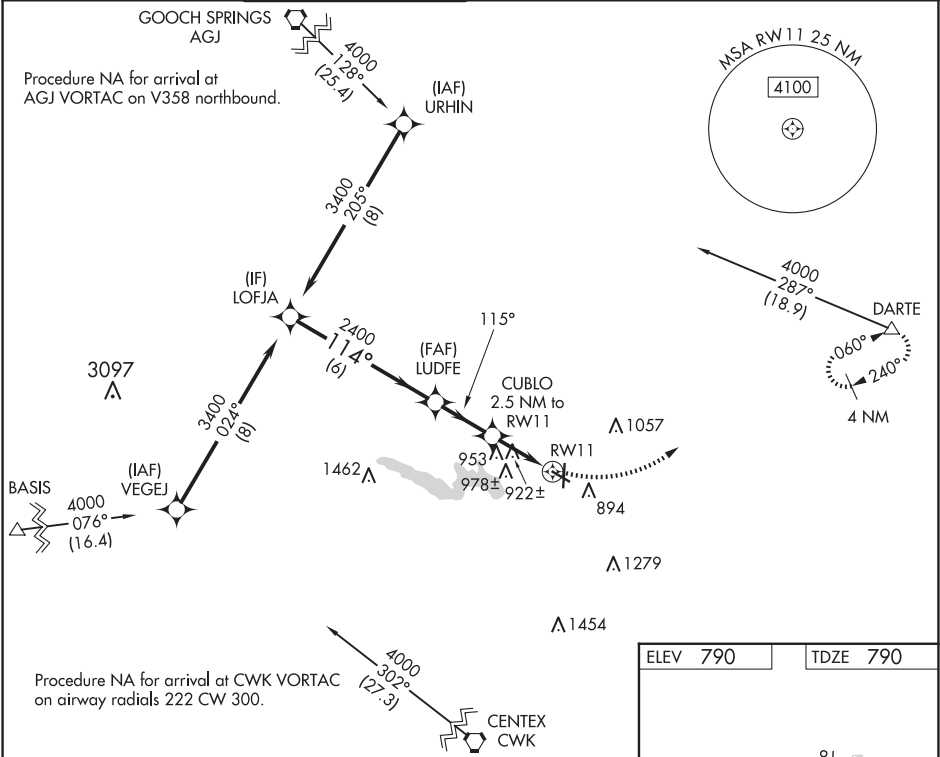 GOOCH SPRINGS
AGJ
4000
128°
(25.4)
Procedure NA for arrival at
AGJ VORTAC on V358 northbound.
(IAF)
URHIN
MSA RW11 25 NM
4100
3400
205°
(8)
(IF)
LOFJA
4000
287°
(18.9)
DARTE
060°
240°
4 NM
2400
114°
(6)
115°
(FAF)
LUDFE
CUBLO
2.5 NM to
RW11
3097
3400
024°
(8)
1057
RW11
953
978±
922±
894
1462
(IAF)
VEGEJ
BASIS
4000
076°
(16.4)
1279
1454
Procedure NA for arrival at CWK VORTAC
on airway radials 222 CW 300.
4000
302°
(27.3)
CENTEX
CWK
ELEV 790
TDZE 790